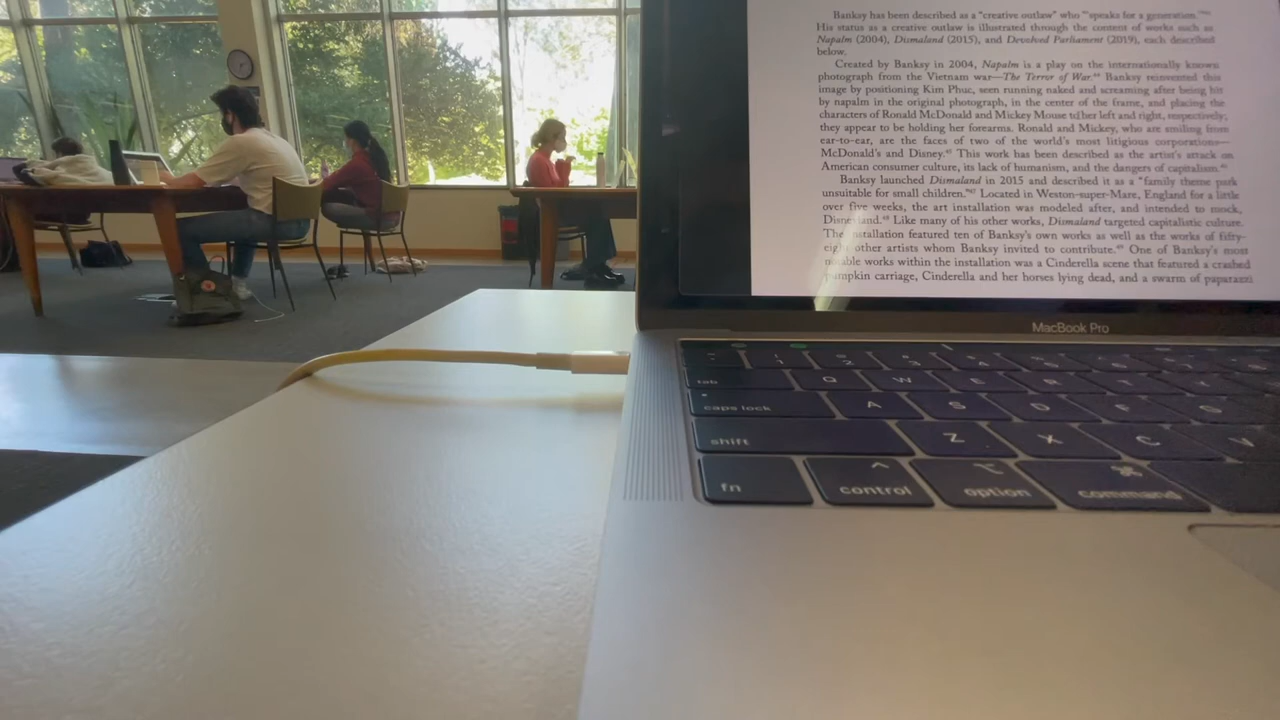 Banksy has been described as a "creative outlaw" who "'speaks for a generation.'"
His status as a creative outlaw is illustrated through the content of works such as
Napalm (2004), Dismaland (2015), and Devolved Parliament (2019), each described
below.
Created by Banksy in 2004, Napalm is a play on the internationally known
photograph from the Vietnam war—The Terror of War. Banksy reinvented this
image by positioning Kim Phuc, seen running naked and screaming after being hit
by napalm in the original photograph, in the center of the frame, and placing the
characters of Ronald McDonald and Mickey Mouse to her left and right, respectively;
they appear to be holding her forearms. Ronald and Mickey, who are smiling from
ear-to-ear, are the faces of two of the world's most litigious corporations—
McDonald's and Disney. This work has been described as the artist's attack on
American consumer culture, its lack of humanism, and the dangers of capitalism.
Banksy launched Dismaland in 2015 and described it as a "family theme park
unsuitable for small children." Located in Weston-super-Mare, England for a little
over five weeks, the art installation was modeled after, and intended to mock,
Disneyland. Like many of his other works, Dismaland targeted capitalistic culture.
The installation featured ten of Banksy's own works as well as the works of fifty-
eight other artists whom Banksy invited to contribute. One of Banksy's most
notable works within the installation was a Cinderella scene that featured a crashed
pumpkin carriage, Cinderella and her horses lying dead, and a swarm of paparazzi
MacBook Pro
tab Q W E R T Y
caps lock A S D F G
shift Z X C V
fn control option command